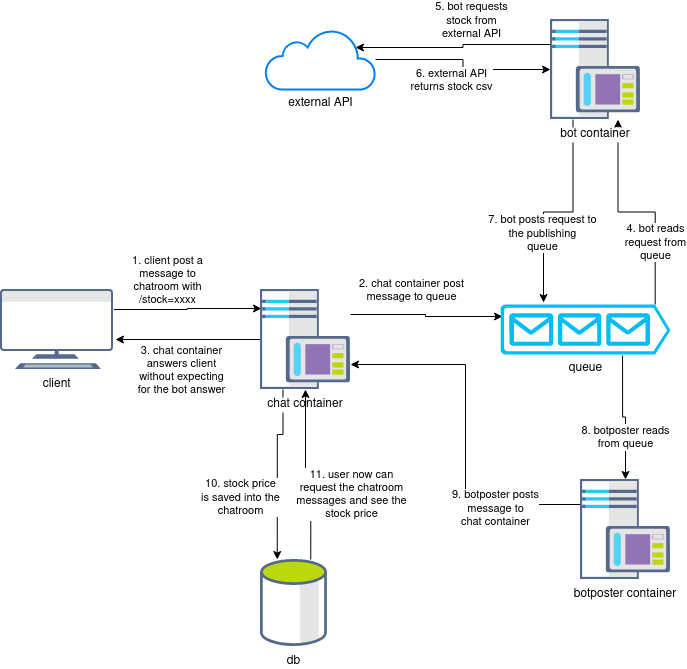 5. bot requests
stock from
external API
6. external API
returns stock csv
external API
bot container
7. bot posts request to
the publishing
queue
4. bot reads
request from
queue
1. client post a
message to
chatroom with
/stock=xxxx
2. chat container post
message to queue
3. chat container
answers client
without expecting
for the bot answer
client
chat container
queue
8. botposter reads
from queue
10. stock price
is saved into the
chatroom
11. user now can
request the chatroom
messages and see the
stock price
9. botposter posts
message to
chat container
botposter container
db